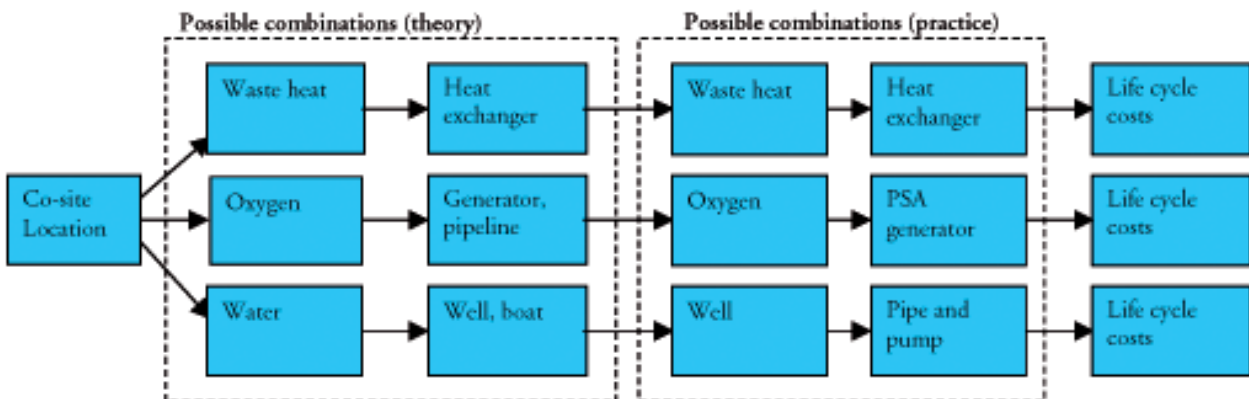 Possible combinations (theory)
Possible combinations (practice)
Waste heat
Heat
exchanger
Waste heat
Heat
exchanger
Life cycle
costs
Co-site
Location
Oxygen
Generator,
pipeline
Oxygen
PSA
generator
Life cycle
costs
Water
Well, boat
Well
Pipe and
pump
Life cycle
costs